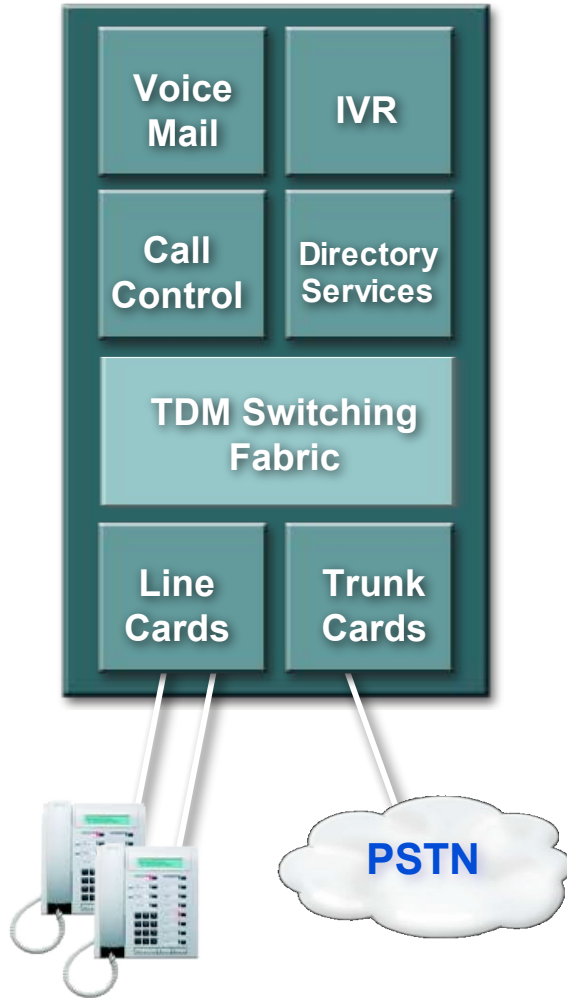 Voice
Mail
IVR
Call
Control
Directory
Services
TDM Switching
Fabric
Line
Cards
Trunk
Cards
PSTN